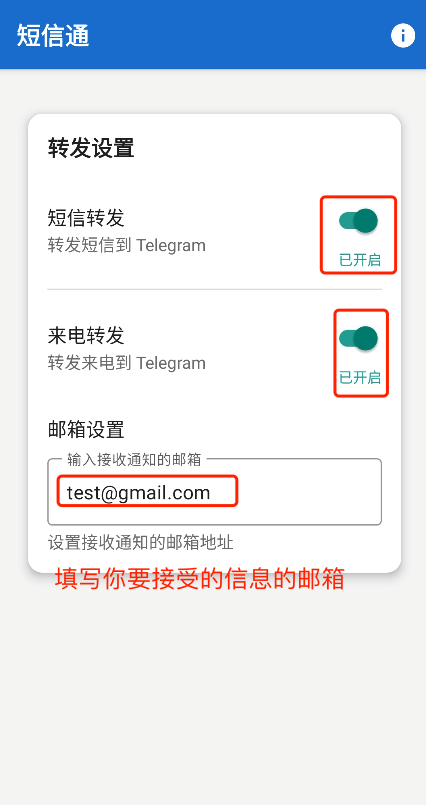 短信通
转发设置
短信转发
转发短信到 Telegram
已开启
来电转发
转发来电到 Telegram
已开启
邮箱设置
输入接收通知的邮箱
test@gmail.com
设置接收通知的邮箱地址
填写你要接受的信息的邮箱